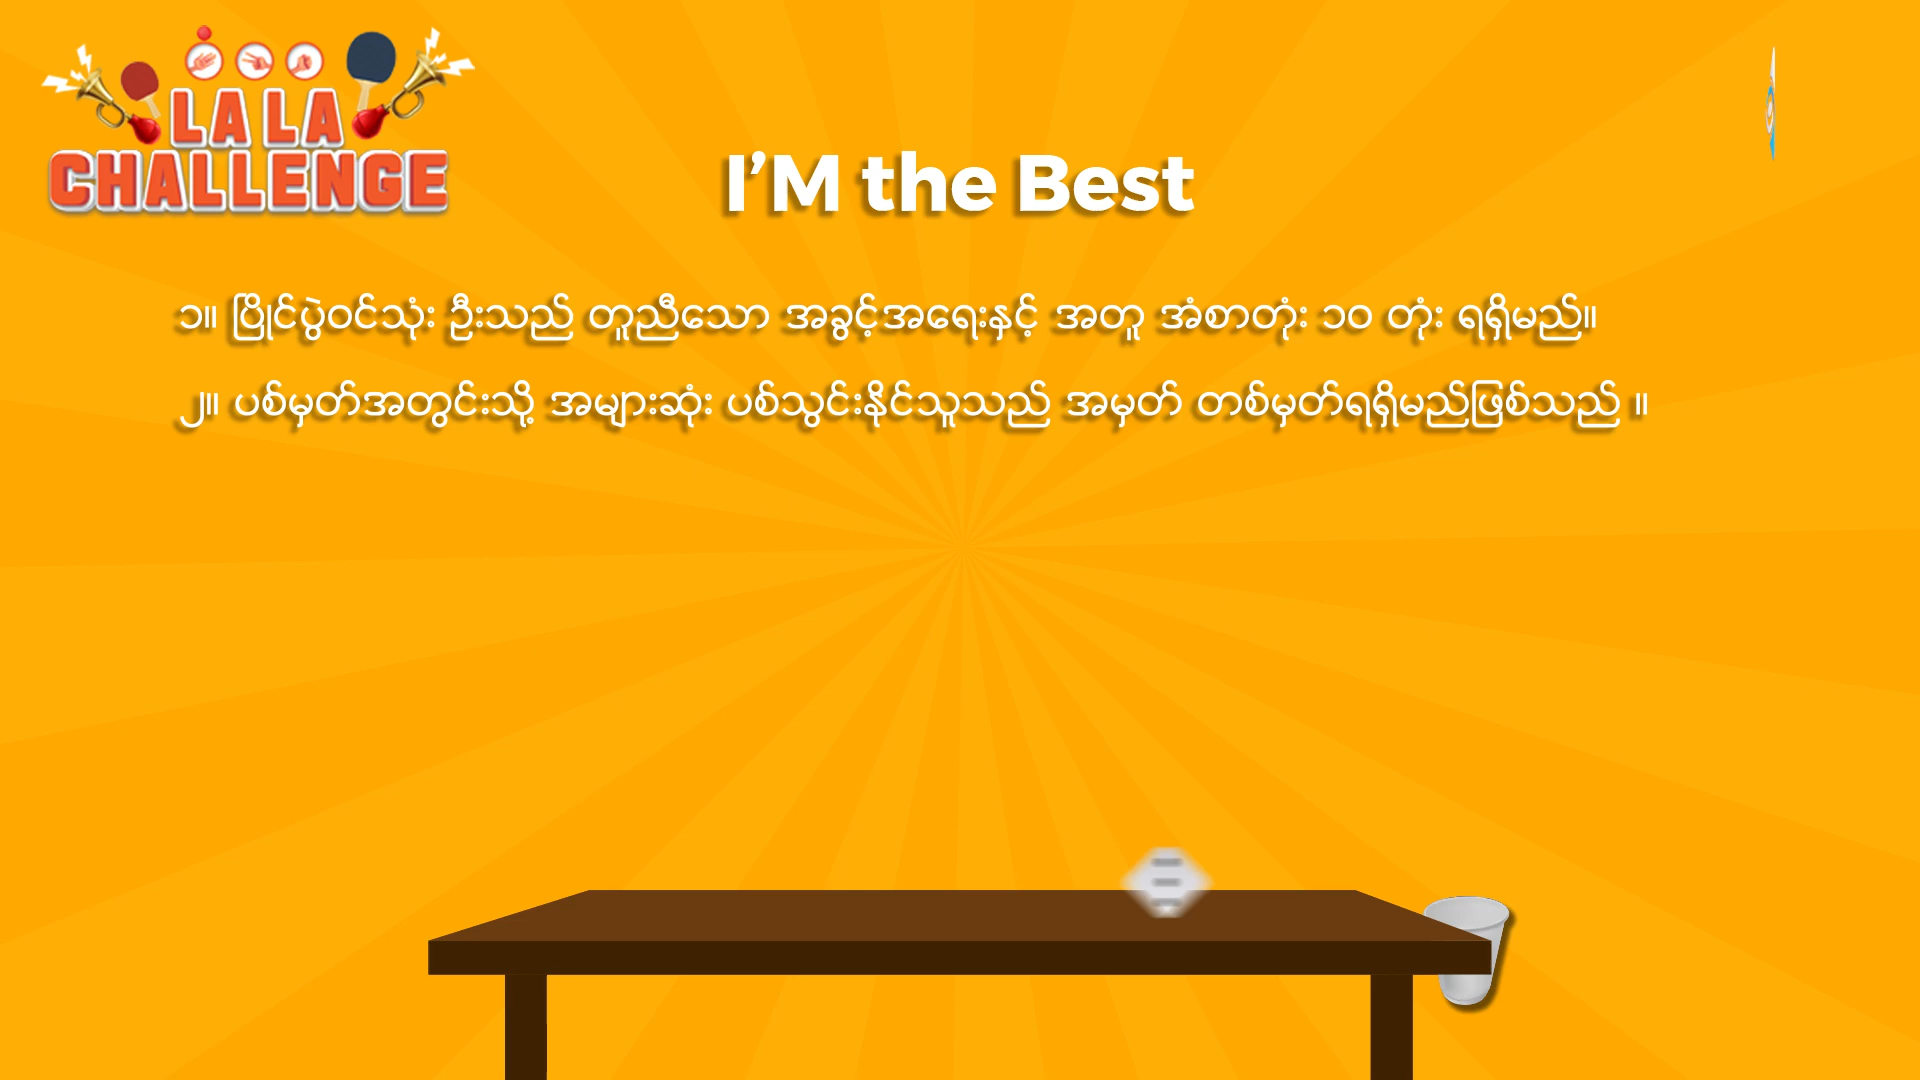 LA LA
CHALLENGE
I’M the Best
၁။ ပြိုင်ပွဲဝင်သုံး ဦးသည် တူညီသော အခွင့်အရေးနှင့် အတူ အံစာတုံး ၁၀ တုံး ရရှိမည်။
၂။ ပစ်မှတ်အတွင်းသို့ အများဆုံး ပစ်သွင်းနိုင်သူသည် အမှတ် တစ်မှတ်ရရှိမည်ဖြစ်သည် ။